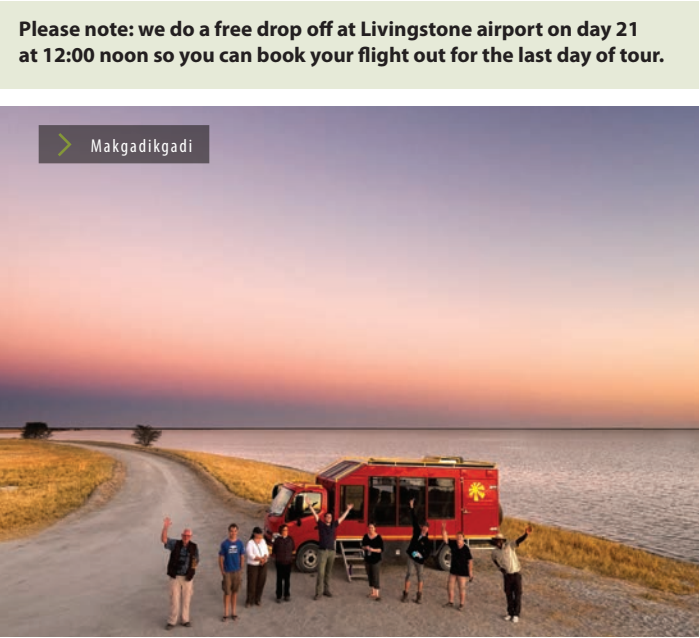 Please note: we do a free drop off at Livingstone airport on day 21
at 12:00 noon so you can book your flight out for the last day of tour.
Makgadikgadi